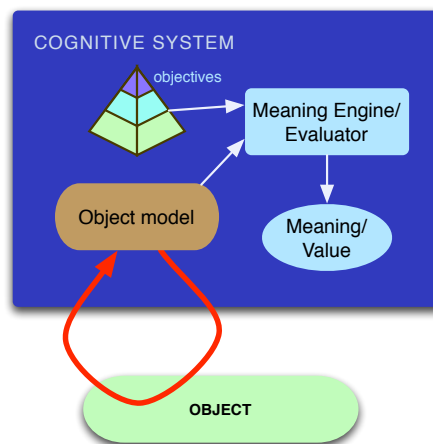 COGNITIVE SYSTEM
objectives
Meaning Engine/
Evaluator
Object model
Meaning/
Value
OBJECT